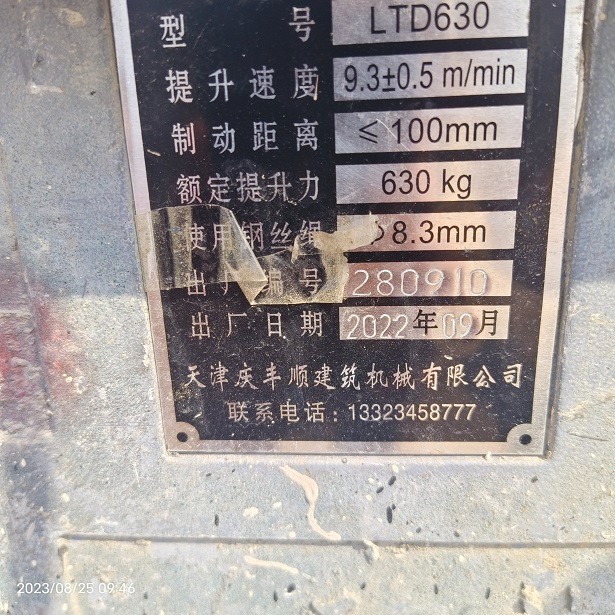 型号 LTD630
提升速度 9.3±0.5 m/min
制动距离 ≤100mm
额定提升力 630 kg
使用钢丝绳 8.3mm
出厂编号 280910
出厂日期 2022年09月
天津庆丰顺建筑机械有限公司
联系电话:13323458777
2023/08/25 09:46